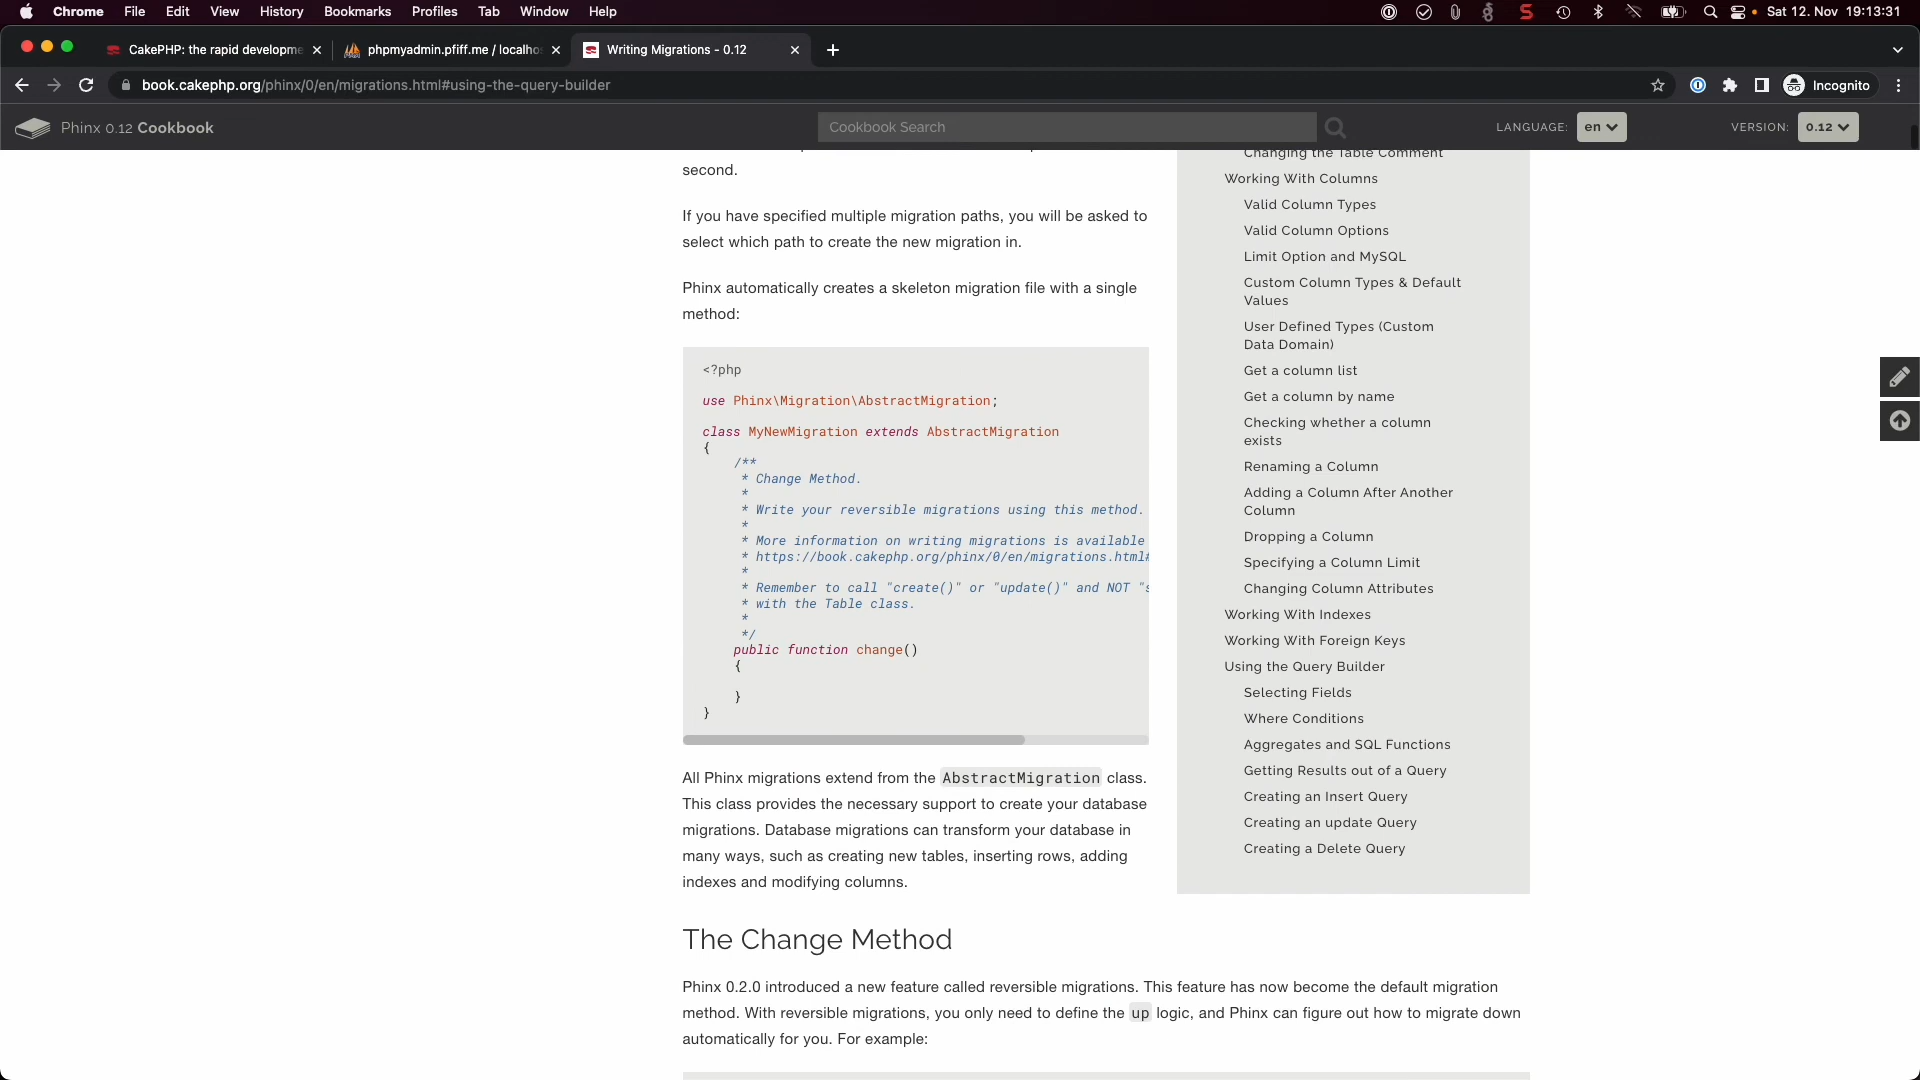 Chrome File Edit View History Bookmarks Profiles Tab Window Help Sat 12. Nov 19:13:31
CakePHP: the rapid developme phpmyadmin.pfiff.me / localho Writing Migrations - 0.12
book.cakephp.org/phinx/0/en/migrations.html#using-the-query-builder Incognito
Phinx 0.12 Cookbook Cookbook Search LANGUAGE: en VERSION: 0.12
second.
If you have specified multiple migration paths, you will be asked to
select which path to create the new migration in.
Phinx automatically creates a skeleton migration file with a single
method:
<?php
use Phinx\Migration\AbstractMigration;
class MyNewMigration extends AbstractMigration
{
/**
* Change Method.
*
* Write your reversible migrations using this method.
*
* More information on writing migrations is available
* https://book.cakephp.org/phinx/0/en/migrations.html#
*
* Remember to call "create()" or "update()" and NOT "s
* with the Table class.
*
*/
public function change()
{
}
}
All Phinx migrations extend from the AbstractMigration class.
This class provides the necessary support to create your database
migrations. Database migrations can transform your database in
many ways, such as creating new tables, inserting rows, adding
indexes and modifying columns.
The Change Method
Phinx 0.2.0 introduced a new feature called reversible migrations. This feature has now become the default migration
method. With reversible migrations, you only need to define the up logic, and Phinx can figure out how to migrate down
automatically for you. For example:
Changing the Table Comment
Working With Columns
Valid Column Types
Valid Column Options
Limit Option and MySQL
Custom Column Types & Default
Values
User Defined Types (Custom
Data Domain)
Get a column list
Get a column by name
Checking whether a column
exists
Renaming a Column
Adding a Column After Another
Column
Dropping a Column
Specifying a Column Limit
Changing Column Attributes
Working With Indexes
Working With Foreign Keys
Using the Query Builder
Selecting Fields
Where Conditions
Aggregates and SQL Functions
Getting Results out of a Query
Creating an Insert Query
Creating an update Query
Creating a Delete Query